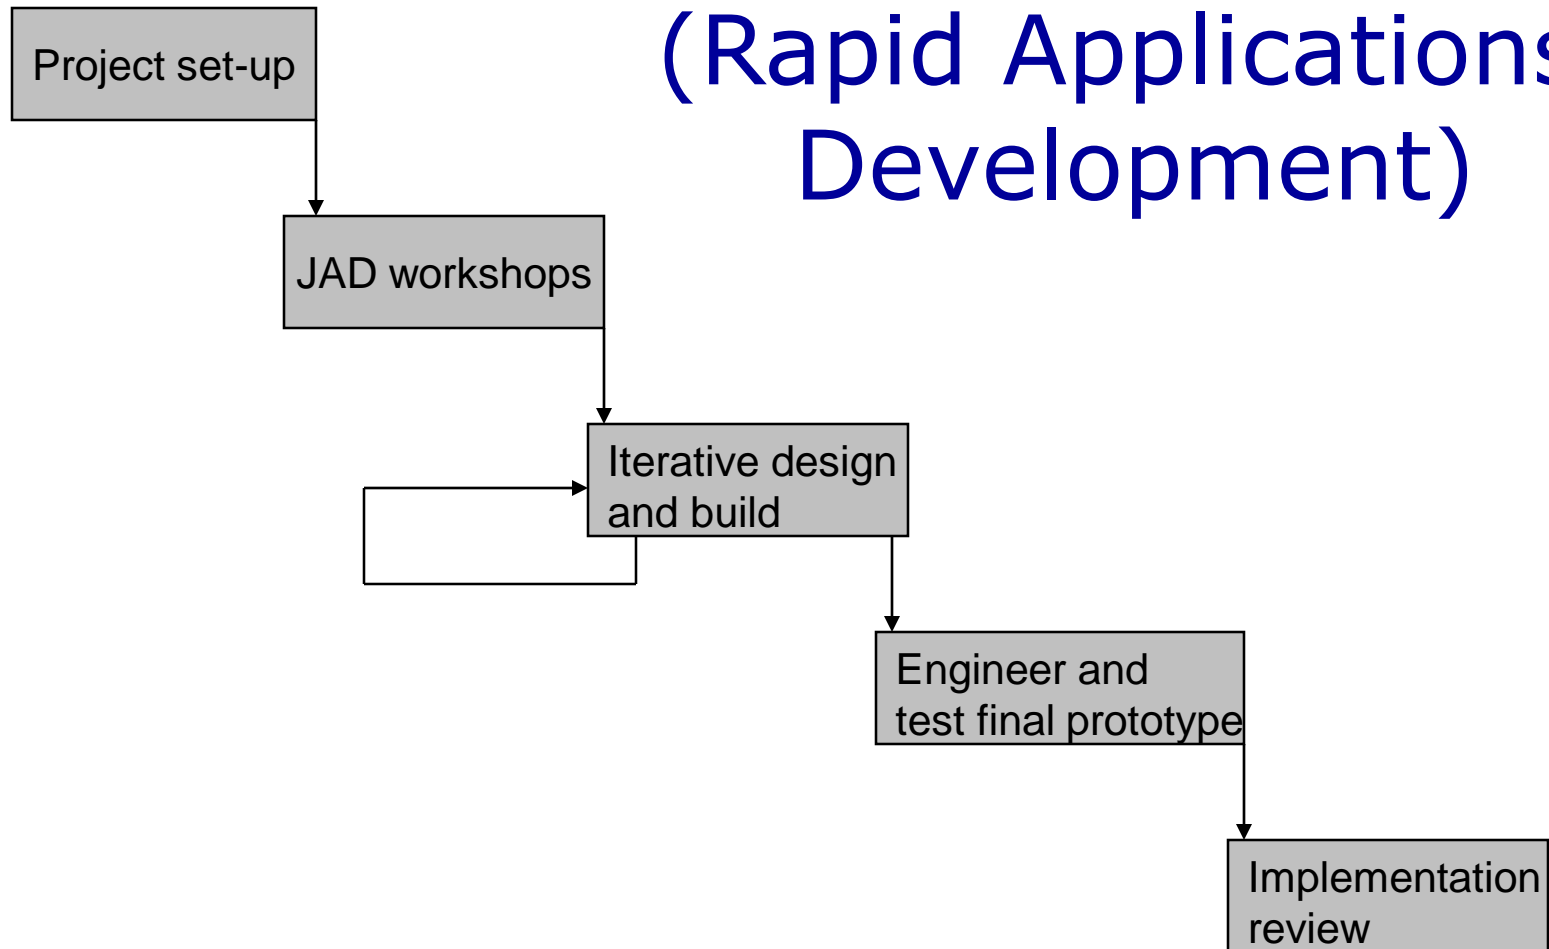 (Rapid Applications
Development)
Project set-up
JAD workshops
Iterative design
and build
Engineer and
test final prototype
Implementation
review